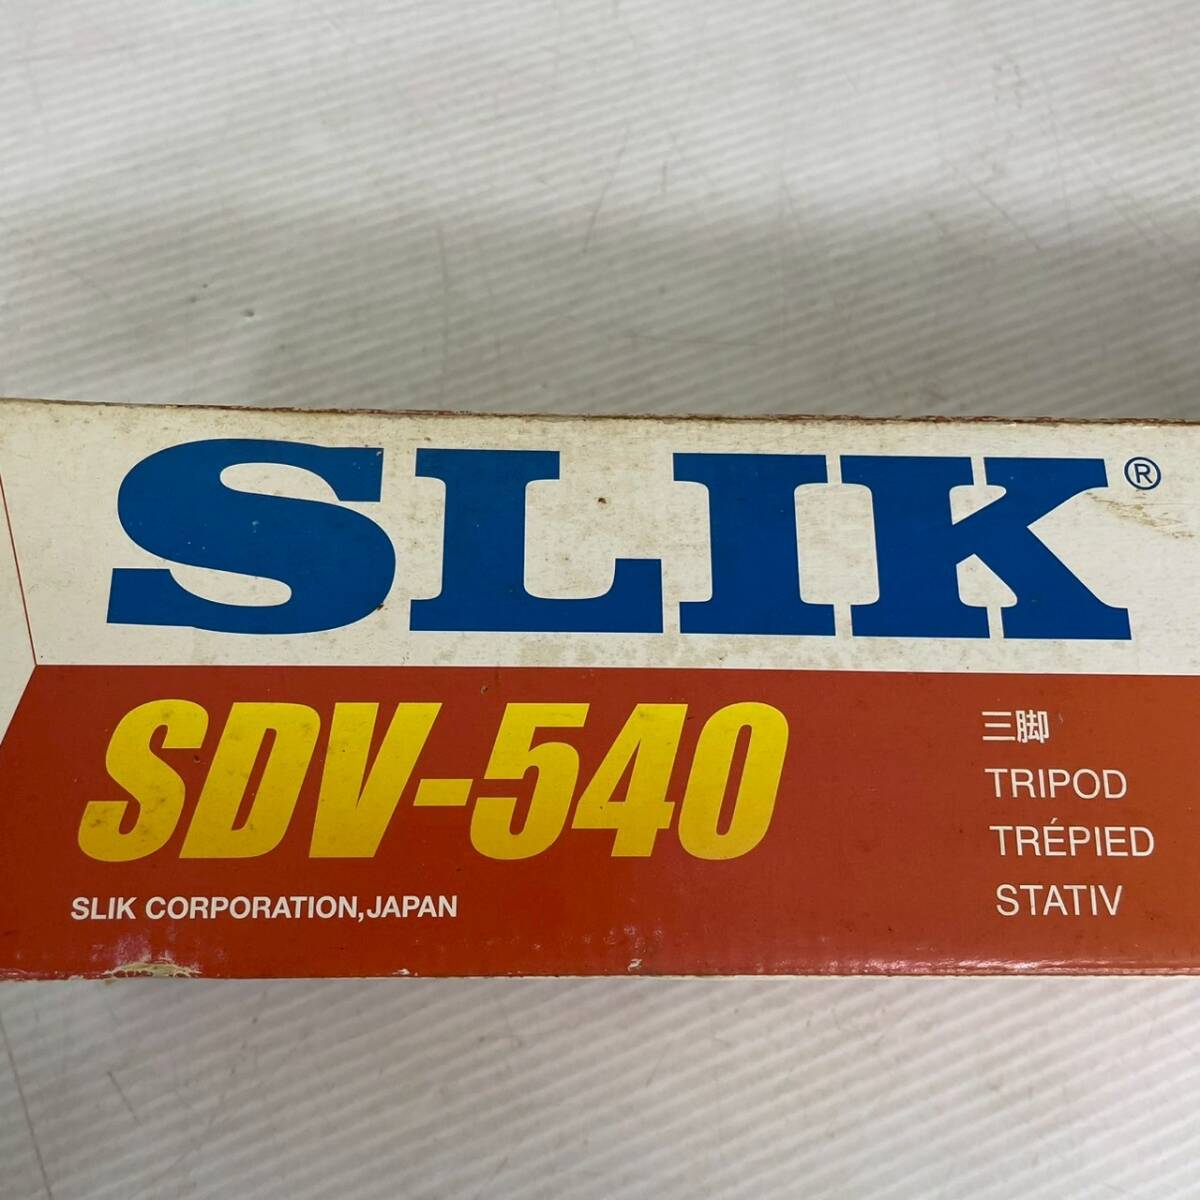 SLIK®
SDV-540
SLIK CORPORATION,JAPAN
三脚
TRIPOD
TRÉPIED
STATIV